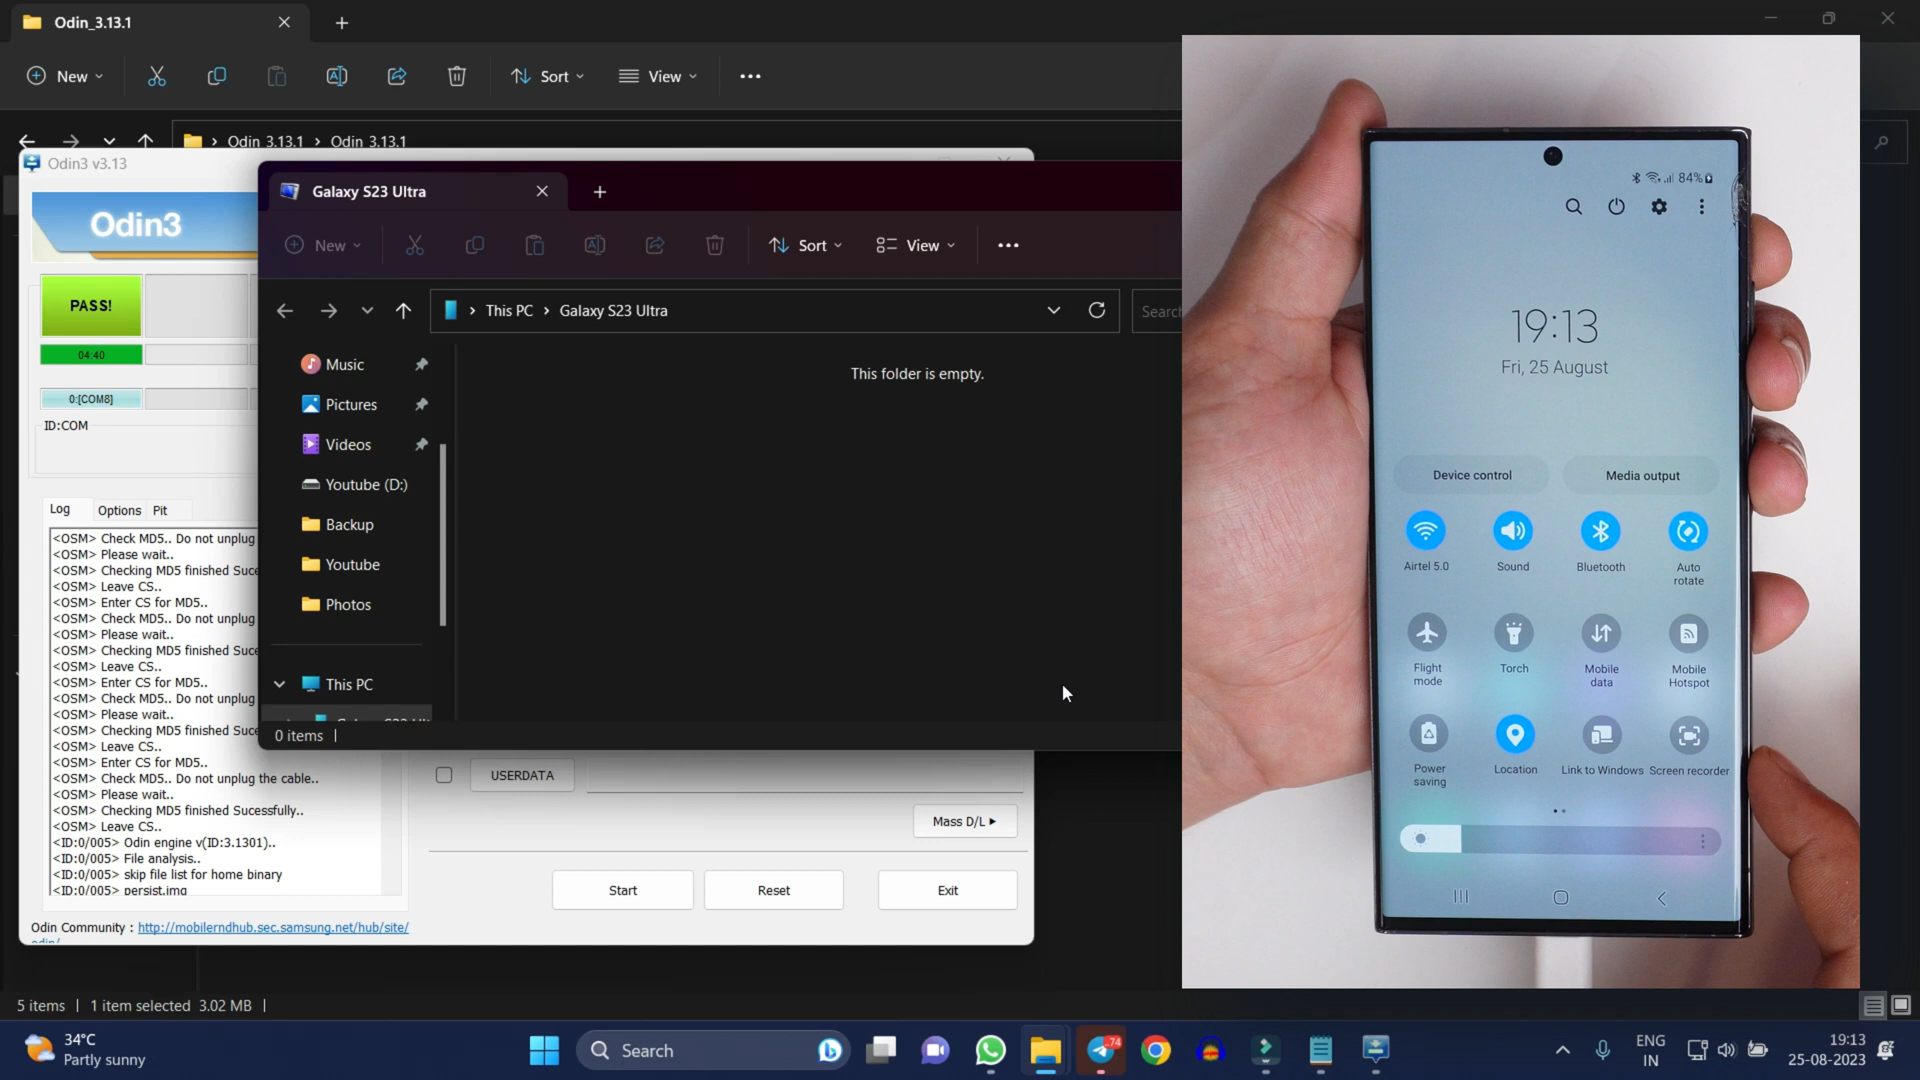 Odin_3.13.1
New
Sort
View
Odin 3.13.1 > Odin 3.13.1
Odin3 v3.13
Odin3
PASS!
04:40
0:[COM8]
ID:COM
Log
Options
Pit
<OSM> Check MD5.. Do not unplug
<OSM> Please wait..
<OSM> Checking MD5 finished Suce
<OSM> Leave CS..
<OSM> Enter CS for MD5..
<OSM> Check MD5.. Do not unplug
<OSM> Please wait..
<OSM> Checking MD5 finished Suce
<OSM> Leave CS..
<OSM> Enter CS for MD5..
<OSM> Check MD5.. Do not unplug
<OSM> Please wait..
<OSM> Checking MD5 finished Suce
<OSM> Leave CS..
<OSM> Enter CS for MD5..
<OSM> Check MD5.. Do not unplug the cable..
<OSM> Please wait..
<OSM> Checking MD5 finished Sucessfully..
<OSM> Leave CS..
<ID:0/005> Odin engine v(ID:3.1301)..
<ID:0/005> File analysis..
<ID:0/005> skip file list for home binary
<ID:0/005> persist.img
USERDATA
Mass D/L
Start
Reset
Exit
Odin Community : http://mobilerndhub.sec.samsung.net/hub/site/
odin/
Galaxy S23 Ultra
New
Sort
View
This PC > Galaxy S23 Ultra
Search
Music
Pictures
Videos
Youtube (D:)
Backup
Youtube
Photos
This PC
This folder is empty.
0 items
84%
19:13
Fri, 25 August
Device control
Media output
Airtel 5.0
Sound
Bluetooth
Auto
rotate
Flight
mode
Torch
Mobile
data
Mobile
Hotspot
Power
saving
Location
Link to Windows
Screen recorder
5 items
1 item selected 3.02 MB
34°C
Partly sunny
Search
74
ENG
IN
19:13
25-08-2023